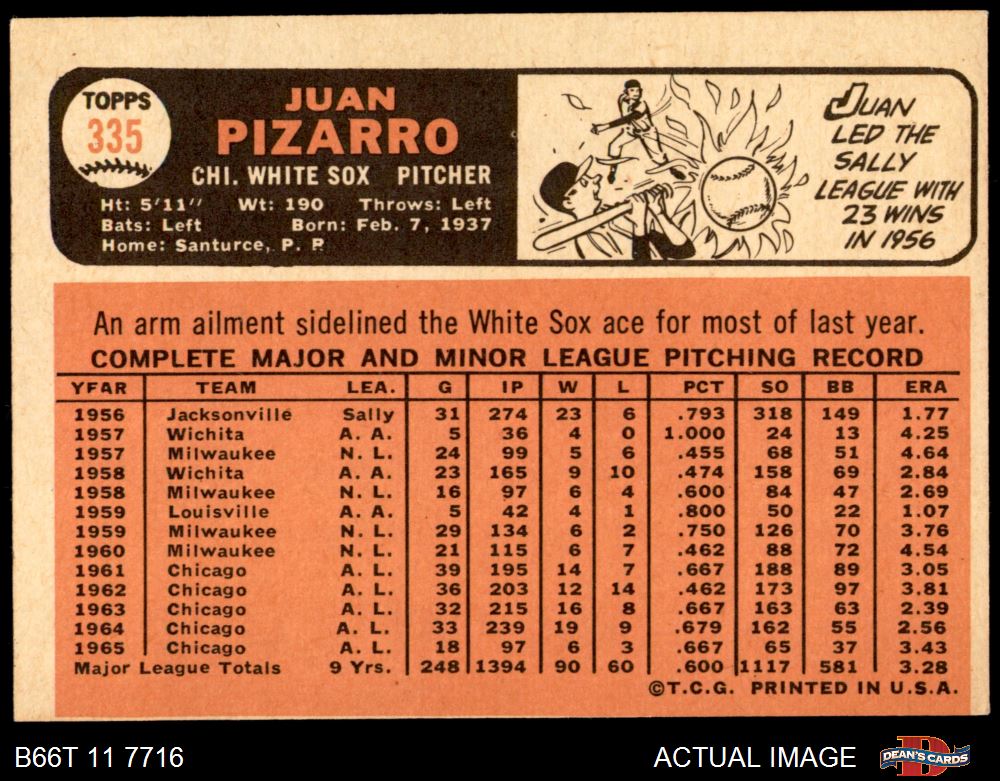 TOPPS
335
JUAN
PIZARRO
CHI. WHITE SOX PITCHER
Ht: 5'11" Wt: 190 Throws: Left
Bats: Left Born: Feb. 7, 1937
Home: Santurce, P. R
JUAN
LED THE
SALLY
LEAGUE WITH
23 WINS
IN 1956
An arm ailment sidelined the White Sox ace for most of last year.
COMPLETE MAJOR AND MINOR LEAGUE PITCHING RECORD
YEAR TEAM LEA. G IP W L PCT SO BB ERA
1956 Jacksonville Sally 31 274 23 6 .793 318 149 1.77
1957 Wichita A. A. 5 36 4 0 1.000 24 13 4.25
1957 Milwaukee N. L. 24 99 5 6 .455 68 51 4.64
1958 Wichita A. A. 23 165 9 10 .474 158 69 2.84
1958 Milwaukee N. L. 16 97 6 4 .600 84 47 2.69
1959 Louisville A. A. 5 42 4 1 .800 50 22 1.07
1959 Milwaukee N. L. 29 134 6 2 .750 126 70 3.76
1960 Milwaukee N. L. 21 115 6 7 .462 88 72 4.54
1961 Chicago A. L. 39 195 14 7 .667 188 89 3.05
1962 Chicago A. L. 36 203 12 14 .462 173 97 3.81
1963 Chicago A. L. 32 215 16 8 .667 163 63 2.39
1964 Chicago A. L. 33 239 19 9 .679 162 55 2.56
1965 Chicago A. L. 18 97 6 3 .667 65 37 3.43
Major League Totals 9 Yrs. 248 1394 90 60 .600 1117 581 3.28
©T.C.G. PRINTED IN U.S.A.
B66T 11 7716 ACTUAL IMAGE
DEAN'S CARDS